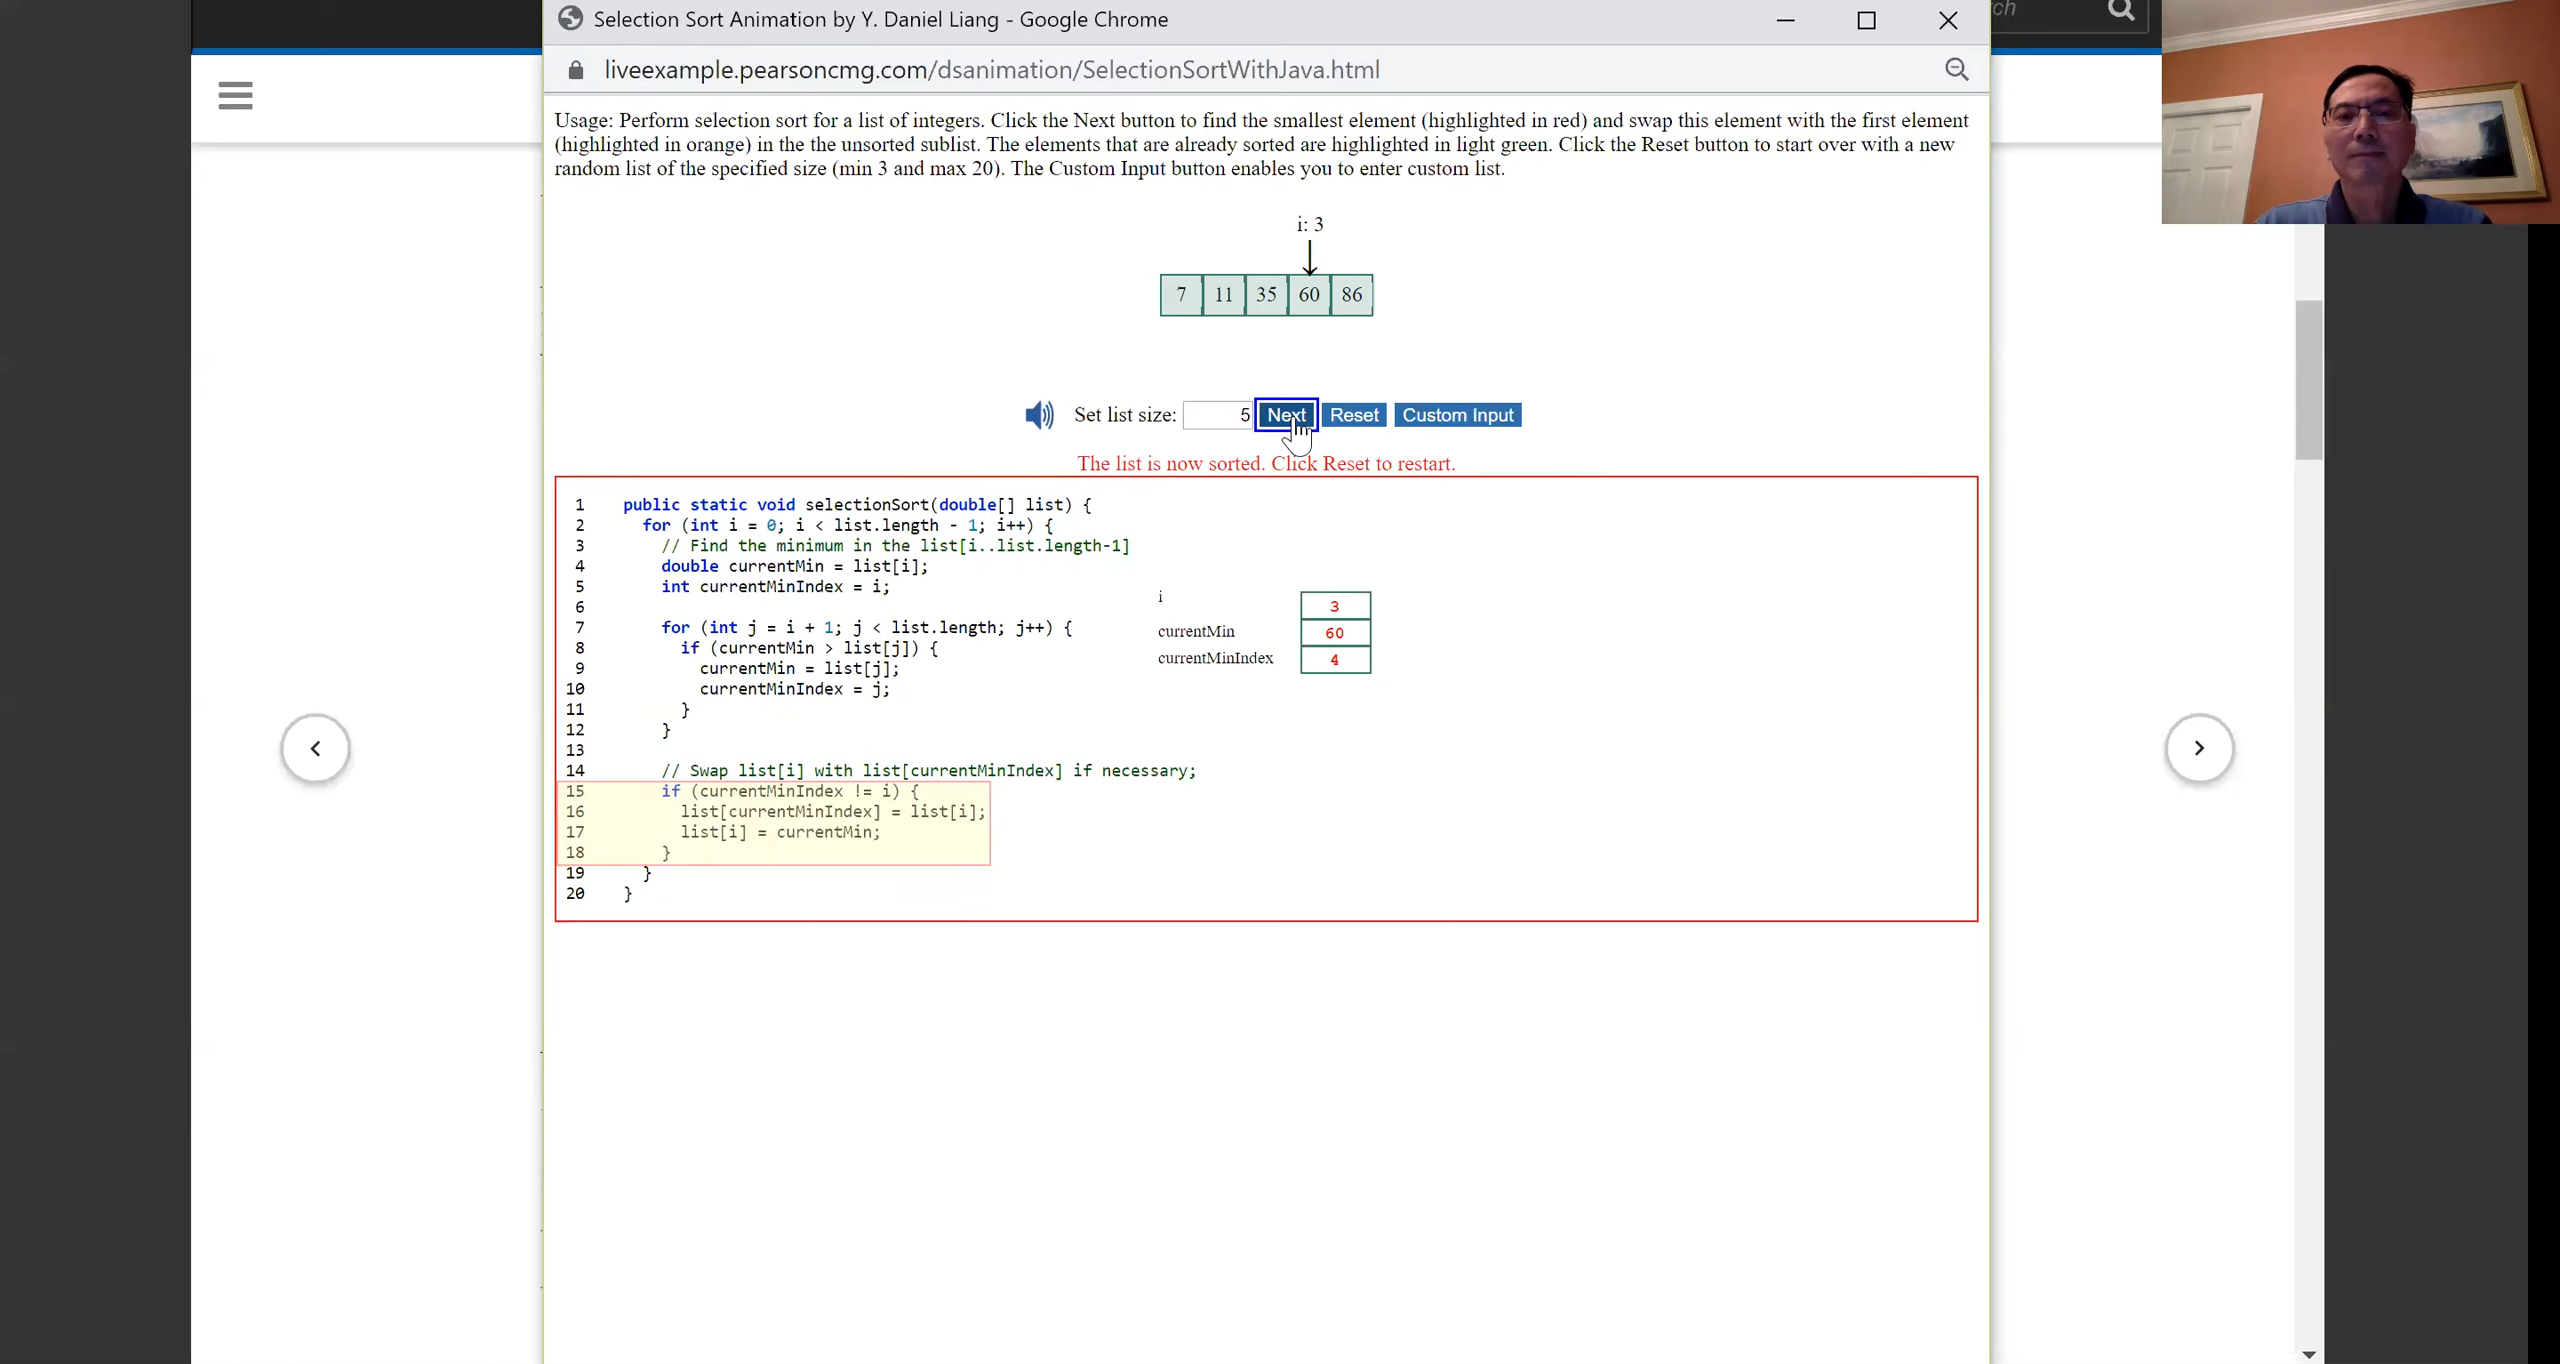 Selection Sort Animation by Y. Daniel Liang - Google Chrome
ch
liveexample.pearsoncmg.com/dsanimation/SelectionSortWithJava.html
Usage: Perform selection sort for a list of integers. Click the Next button to find the smallest element (highlighted in red) and swap this element with the first element
(highlighted in orange) in the the unsorted sublist. The elements that are already sorted are highlighted in light green. Click the Reset button to start over with a new
random list of the specified size (min 3 and max 20). The Custom Input button enables you to enter custom list.
i: 3
7 11 35 60 86
Set list size: 5 Next Reset Custom Input
The list is now sorted. Click Reset to restart.
1 public static void selectionSort(double[] list) {
2 for (int i = 0; i < list.length - 1; i++) {
3 // Find the minimum in the list[i..list.length-1]
4 double currentMin = list[i];
5 int currentMinIndex = i;
6
7 for (int j = i + 1; j < list.length; j++) {
8 if (currentMin > list[j]) {
9 currentMin = list[j];
10 currentMinIndex = j;
11 }
12 }
13
14 // Swap list[i] with list[currentMinIndex] if necessary;
15 if (currentMinIndex != i) {
16 list[currentMinIndex] = list[i];
17 list[i] = currentMin;
18 }
19 }
20 }
i 3
currentMin 60
currentMinIndex 4